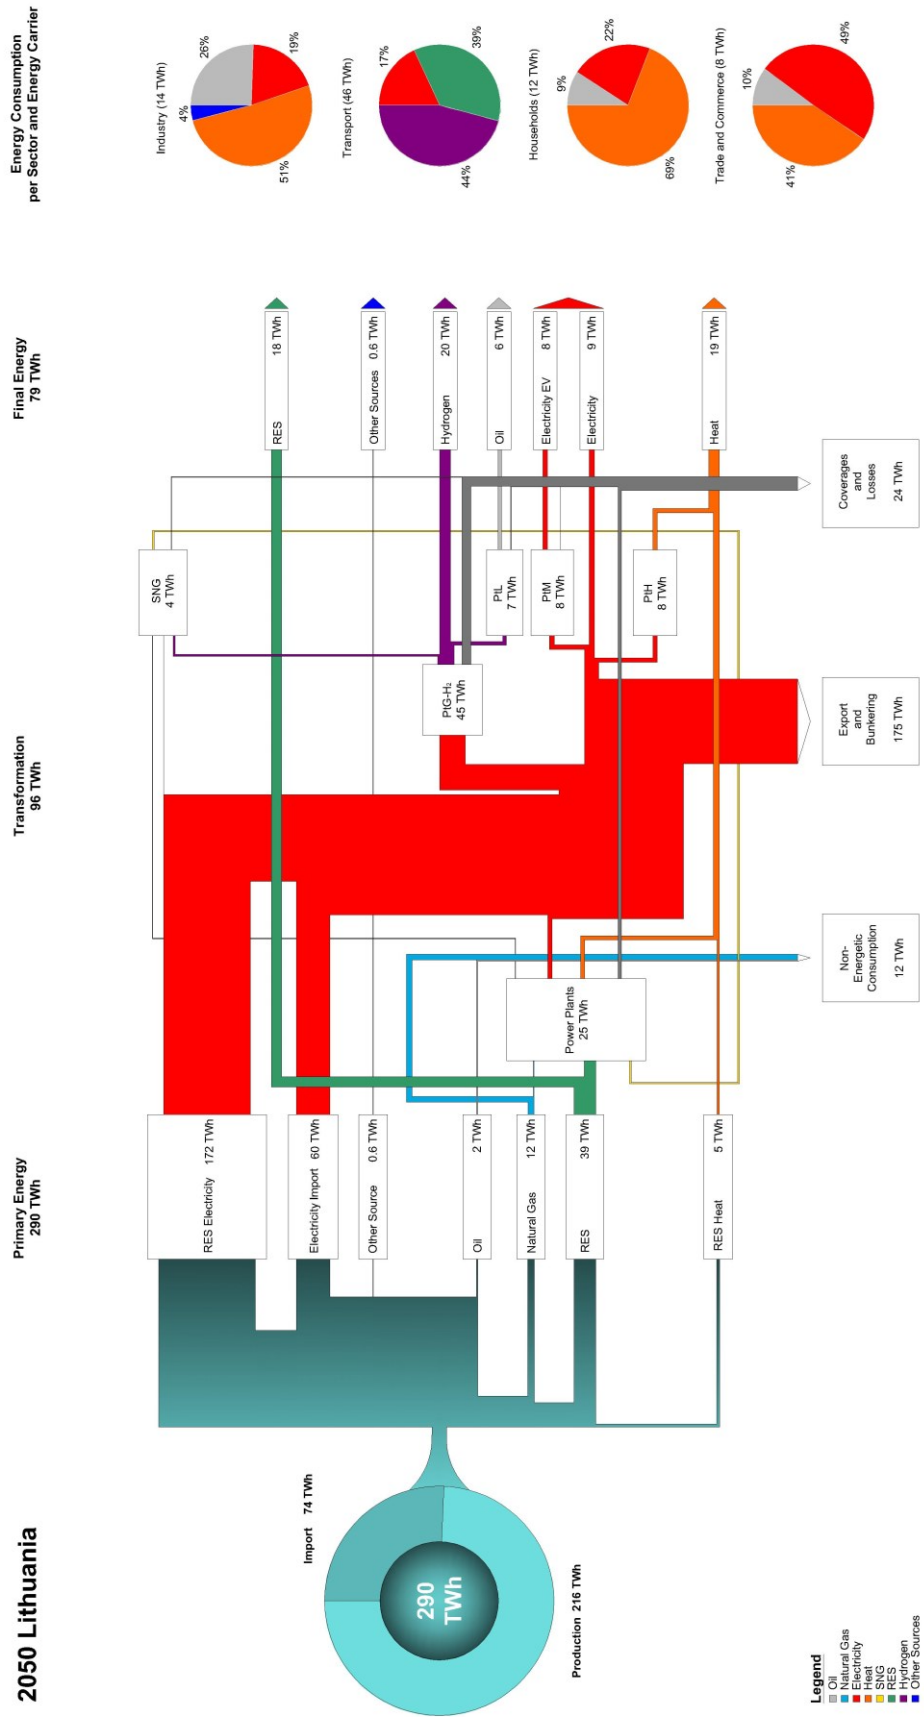 2050 Lithuania
Primary Energy
290 TWh
Transformation
96 TWh
Final Energy
79 TWh
Energy Consumption
per Sector and Energy Carrier
Import 74 TWh
290
TWh
Production 216 TWh
RES Electricity 172 TWh
Electricity Import 60 TWh
Other Source 0.6 TWh
Oil 2 TWh
Natural Gas 12 TWh
RES 39 TWh
RES Heat 5 TWh
Power Plants
25 TWh
SNG
4 TWh
PtG-H₂
45 TWh
PtL
7 TWh
PtM
8 TWh
PtH
8 TWh
RES 18 TWh
Other Sources 0.6 TWh
Hydrogen 20 TWh
Oil 6 TWh
Electricity EV 8 TWh
Electricity 9 TWh
Heat 19 TWh
Non-
Energetic
Consumption
12 TWh
Export
and
Bunkering
175 TWh
Coverages
and
Losses
24 TWh
Industry (14 TWh)
4%
26%
19%
51%
Transport (46 TWh)
17%
39%
44%
Households (12 TWh)
9%
22%
69%
Trade and Commerce (8 TWh)
10%
49%
41%
Legend
Oil
Natural Gas
Electricity
Heat
SNG
RES
Hydrogen
Other Sources